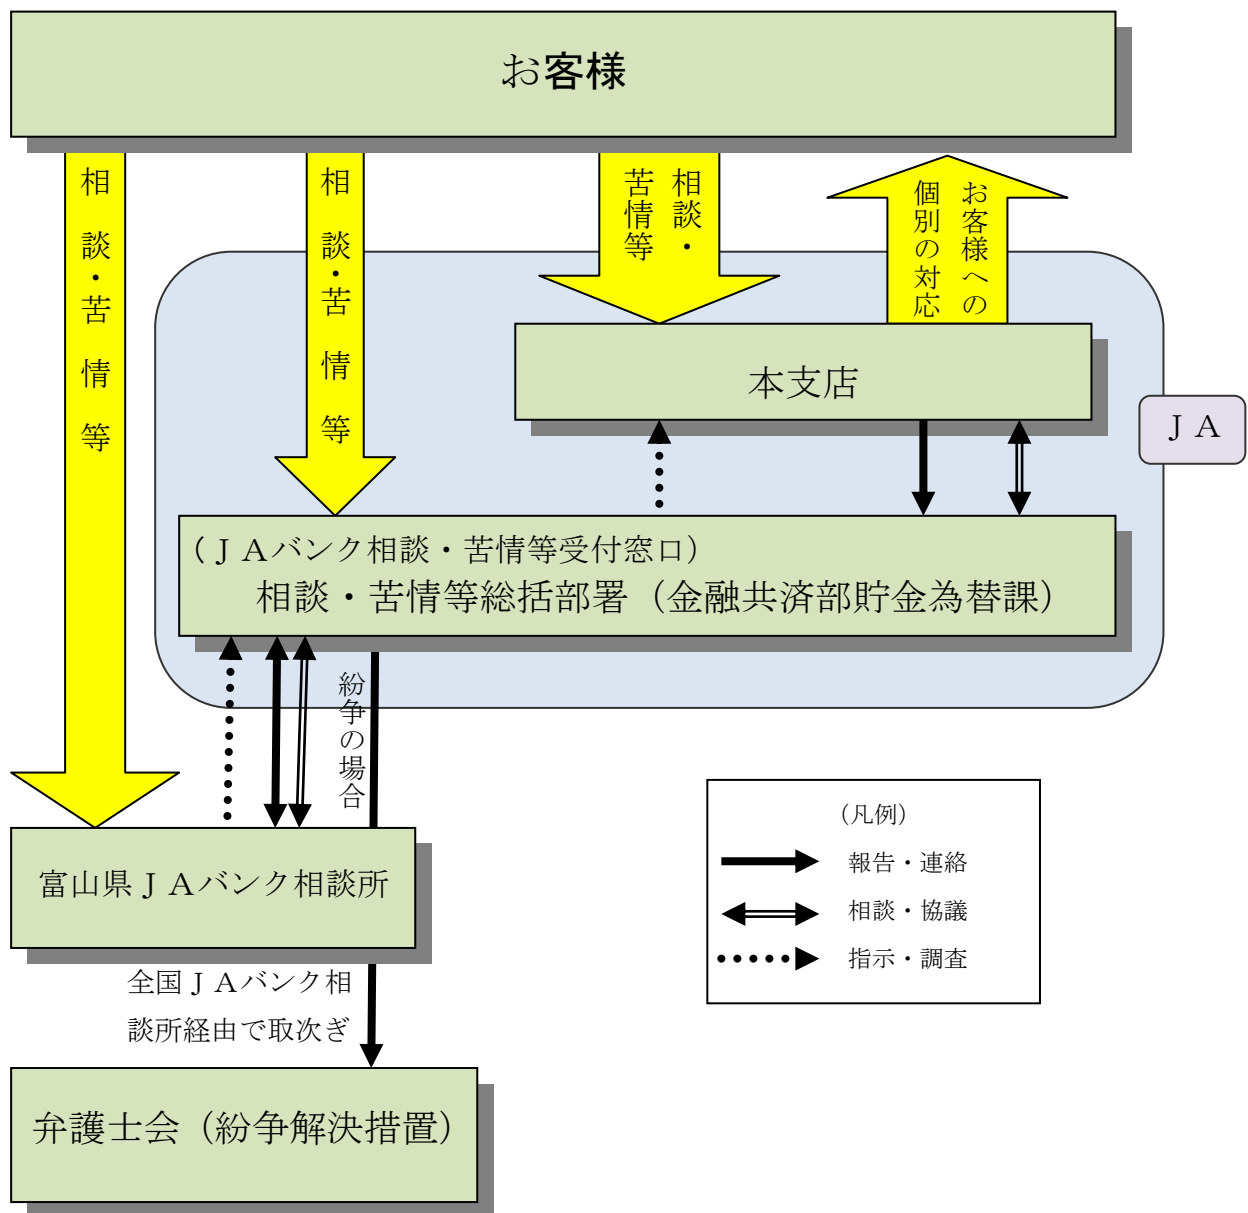 お客様
相談・苦情等
相談・苦情等
相談・
苦情等
お客様への
個別の対応
本支店
ＪＡ
（ＪＡバンク相談・苦情等受付窓口）
相談・苦情等総括部署（金融共済部貯金為替課）
紛争の場合
富山県ＪＡバンク相談所
（凡例）
報告・連絡
相談・協議
指示・調査
全国ＪＡバンク相
談所経由で取次ぎ
弁護士会（紛争解決措置）